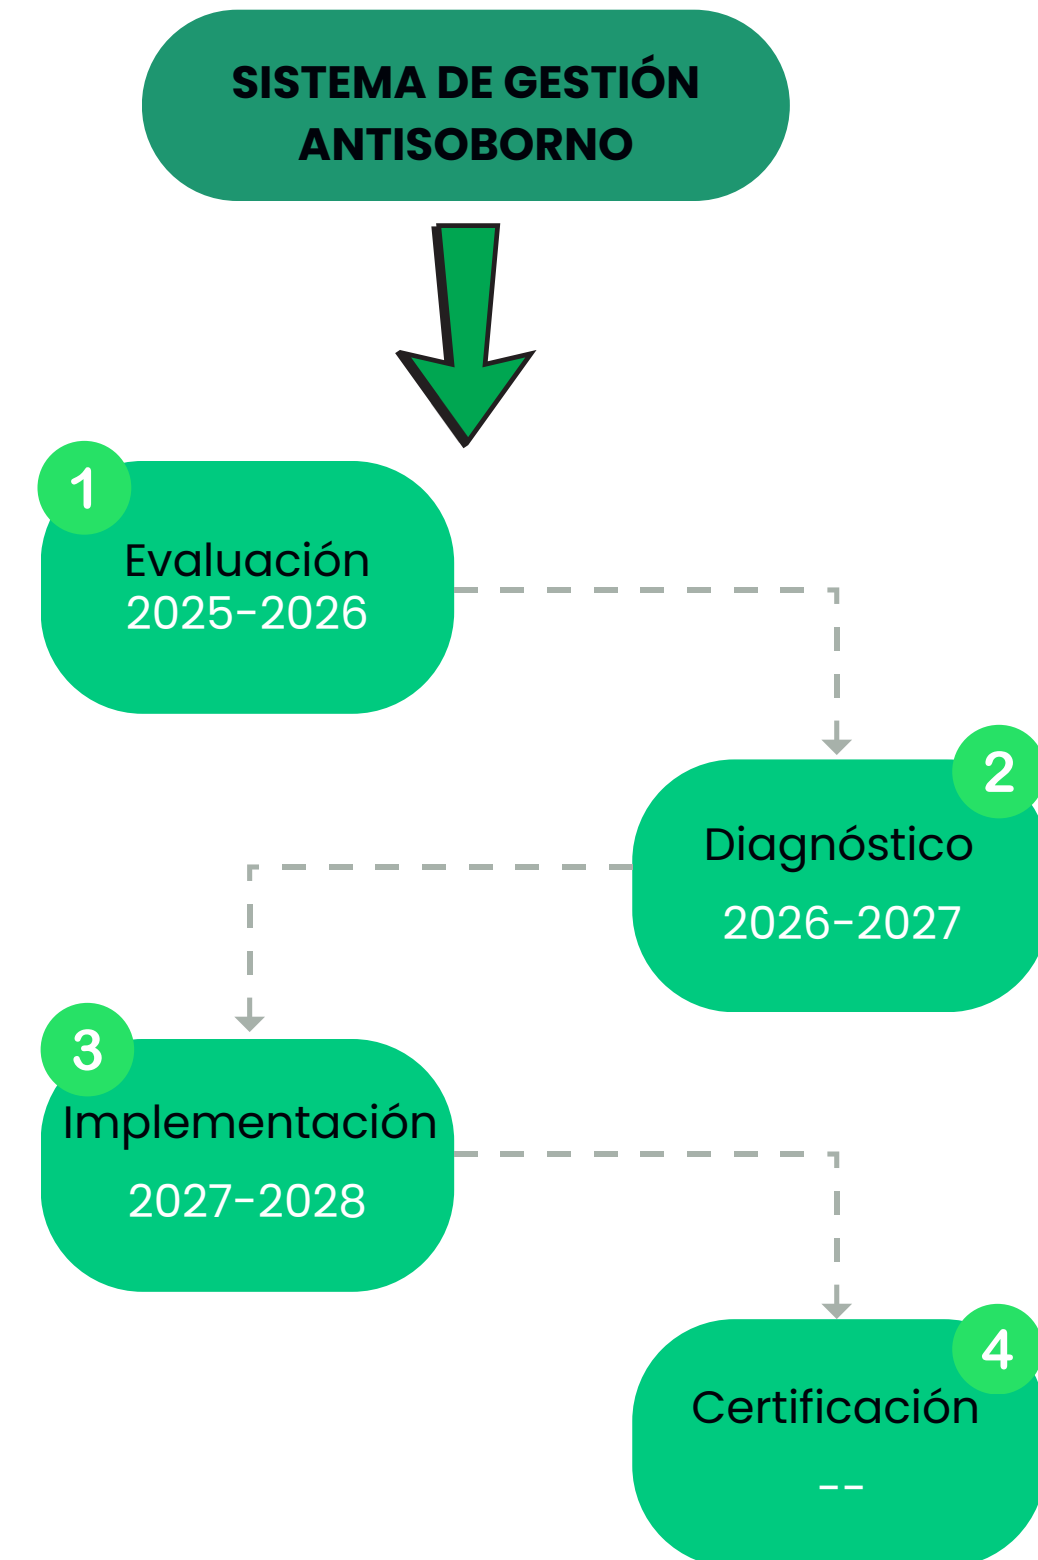 SISTEMA DE GESTIÓN
ANTISOBORNO
1
Evaluación
2025-2026
2
Diagnóstico
2026-2027
3
Implementación
2027-2028
4
Certificación
--